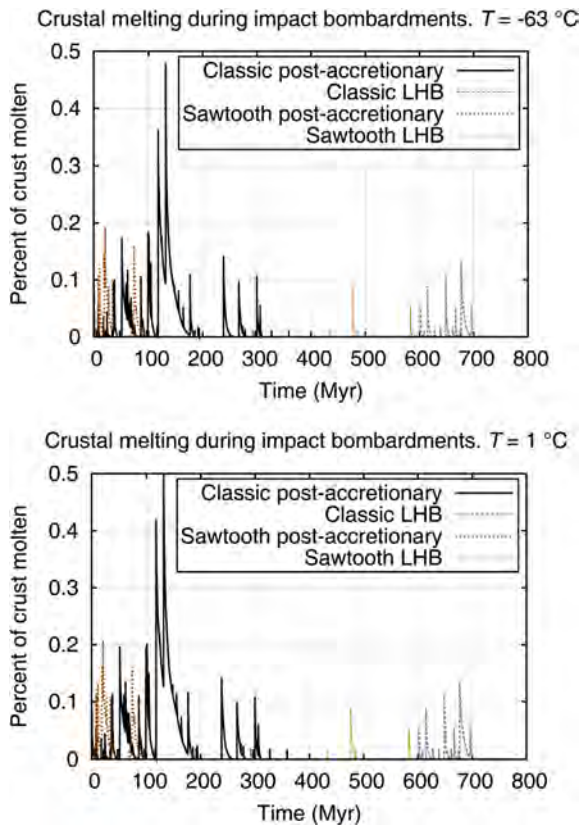 Crustal melting during impact bombardments. T = -63 °C
Percent of crust molten
0.5
0.4
0.3
0.2
0.1
0
Classic post-accretionary
Classic LHB
Sawtooth post-accretionary
Sawtooth LHB
0 100 200 300 400 500 600 700 800
Time (Myr)
Crustal melting during impact bombardments. T = 1 °C
Percent of crust molten
0.5
0.4
0.3
0.2
0.1
0
Classic post-accretionary
Classic LHB
Sawtooth post-accretionary
Sawtooth LHB
0 100 200 300 400 500 600 700 800
Time (Myr)